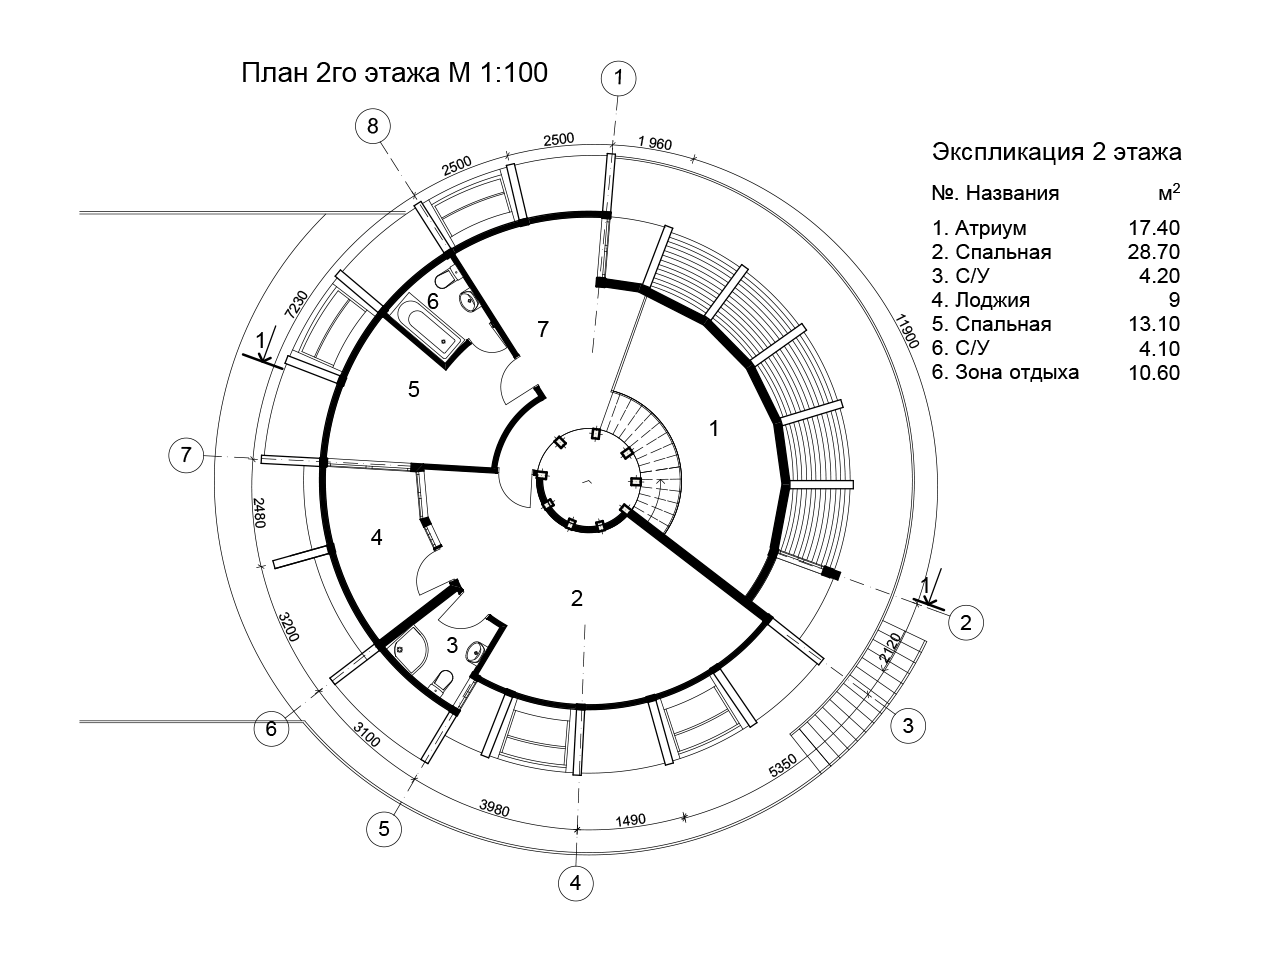 План 2го этажа М 1:100
1
8
2500
2500
1 960
Экспликация 2 этажа
№. Названия м²
1. Атриум 17.40
2. Спальная 28.70
3. С/У 4.20
4. Лоджия 9
5. Спальная 13.10
6. С/У 4.10
6. Зона отдыха 10.60
7230
6
7
11900
1
5
1
7
2480
4
3200
2
1
2
3
2120
6
3100
3
5350
5
3980
1490
4